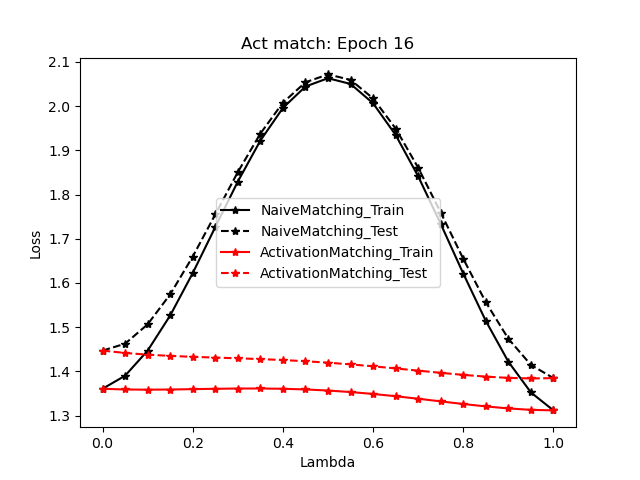 Act match: Epoch 16
2.1
2.0
1.9
1.8
1.7
1.6
1.5
1.4
1.3
Loss
NaiveMatching_Train
NaiveMatching_Test
ActivationMatching_Train
ActivationMatching_Test
0.0 0.2 0.4 0.6 0.8 1.0
Lambda